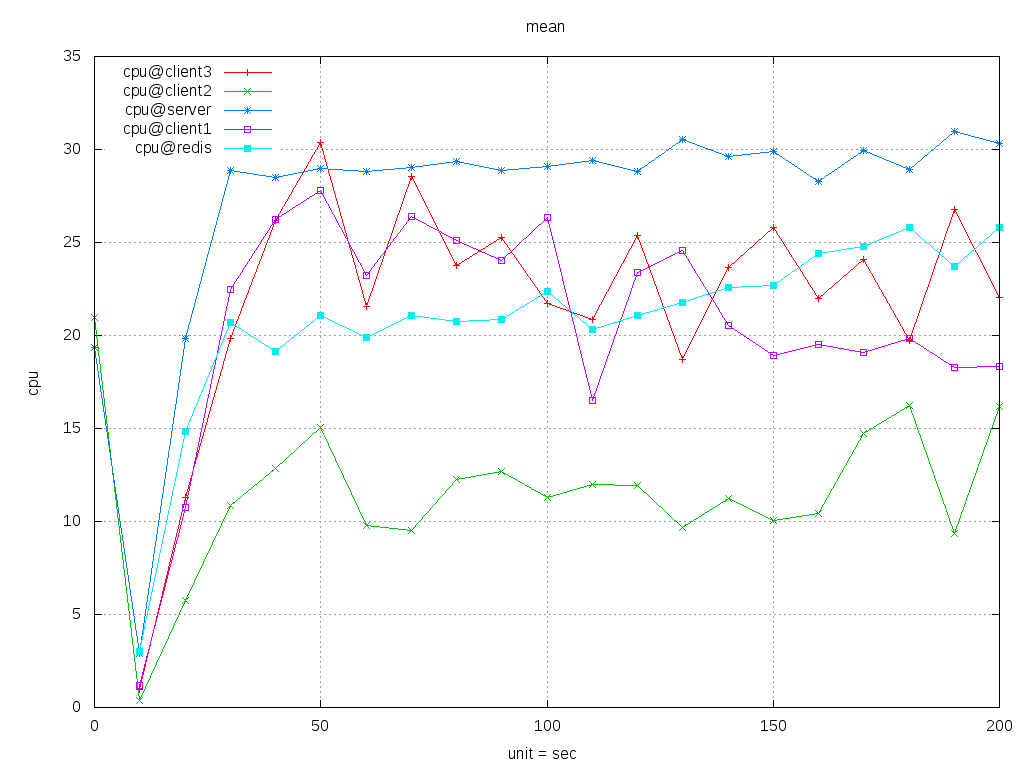 mean
35
30
25
20
15
10
5
0
cpu
cpu@client3
cpu@client2
cpu@server
cpu@client1
cpu@redis
0 50 100 150 200
unit = sec